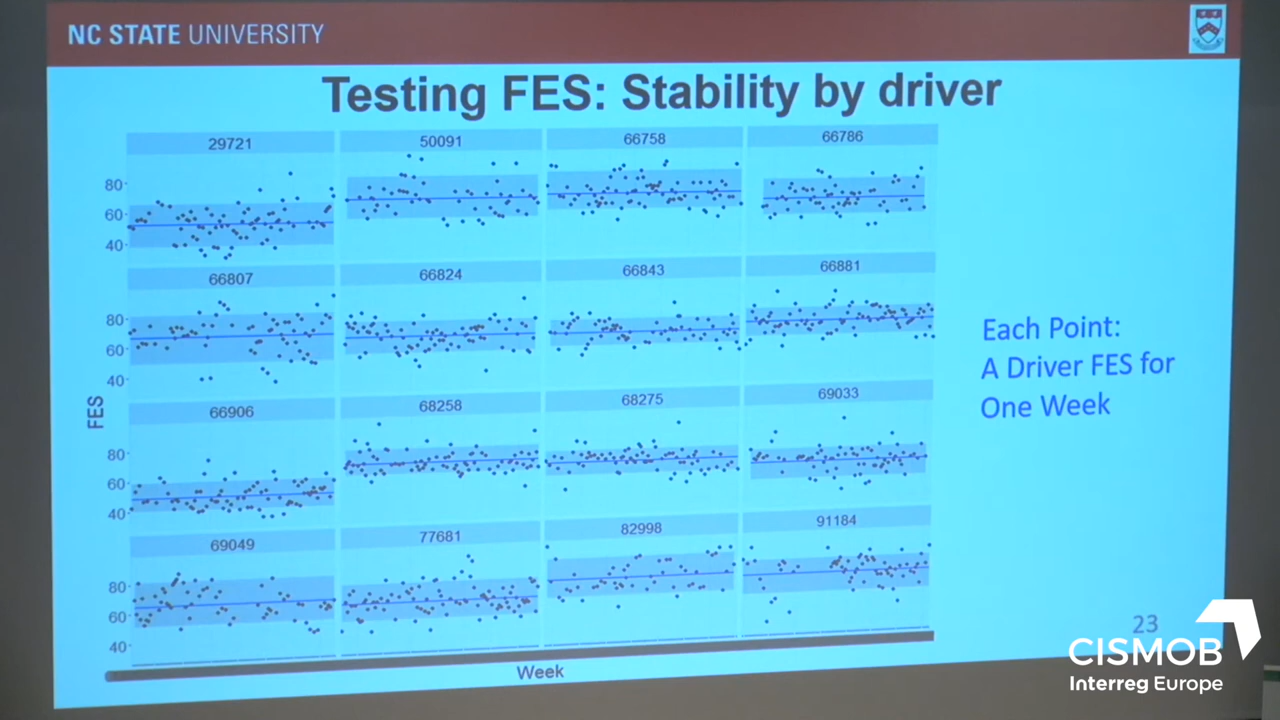 NC STATE UNIVERSITY
Testing FES: Stability by driver
29721 50091 66758 66786
80
60
40
66807 66824 66843 66881
80
60
40
66906 68258 68275 69033
80
60
40
69049 77681 82998 91184
80
60
40
FES
Week
Each Point:
A Driver FES for
One Week
23
CISMOB
Interreg Europe